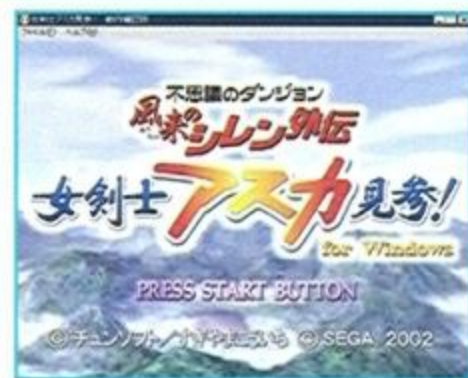 不思議のダンジョン
風来のシレン外伝
女剣士アスカ見参!
for Windows
PRESS START BUTTON
©チュンソフト/すぎやまこういち ©SEGA 2002